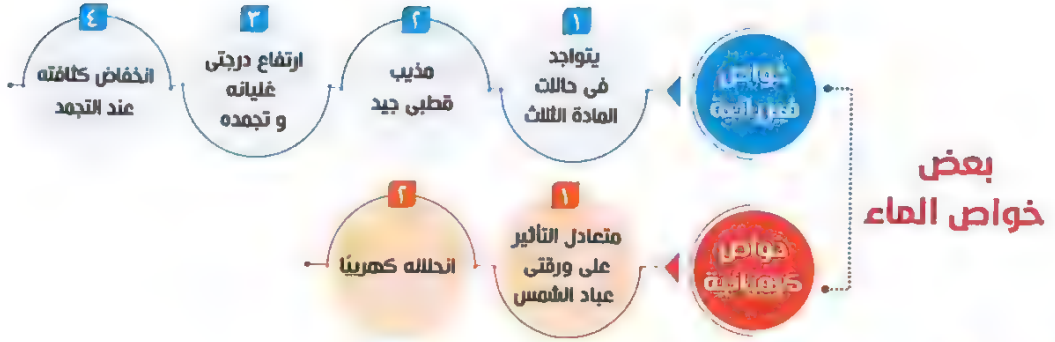 بعض
خواص الماء
خواص
فيزيائية
١
يتواجد
فى حالات
المادة الثلاث
٢
مذيب
قطبى جيد
٣
ارتفاع درجتى
غليانه
و تجمده
٤
انخفاض كثافته
عند التجمد
خواص
كيميائية
١
متعادل التأثير
على ورقتى
عباد الشمس
٢
انحلاله كهربيًا